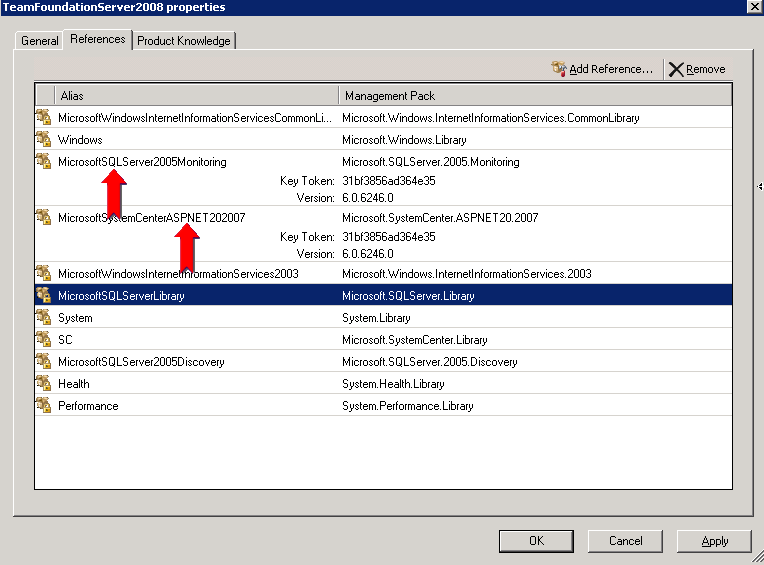 TeamFoundationServer2008 properties
General References Product Knowledge
Add Reference... Remove
Alias Management Pack
MicrosoftWindowsInternetInformationServicesCommonLi... Microsoft.Windows.InternetInformationServices.CommonLibrary
Windows Microsoft.Windows.Library
MicrosoftSQLServer2005Monitoring Microsoft.SQLServer.2005.Monitoring
Key Token: 31bf3856ad364e35
Version: 6.0.6246.0
MicrosoftSystemCenterASPNET202007 Microsoft.SystemCenter.ASPNET20.2007
Key Token: 31bf3856ad364e35
Version: 6.0.6246.0
MicrosoftWindowsInternetInformationServices2003 Microsoft.Windows.InternetInformationServices.2003
MicrosoftSQLServerLibrary Microsoft.SQLServer.Library
System System.Library
SC Microsoft.SystemCenter.Library
MicrosoftSQLServer2005Discovery Microsoft.SQLServer.2005.Discovery
Health System.Health.Library
Performance System.Performance.Library
OK Cancel Apply